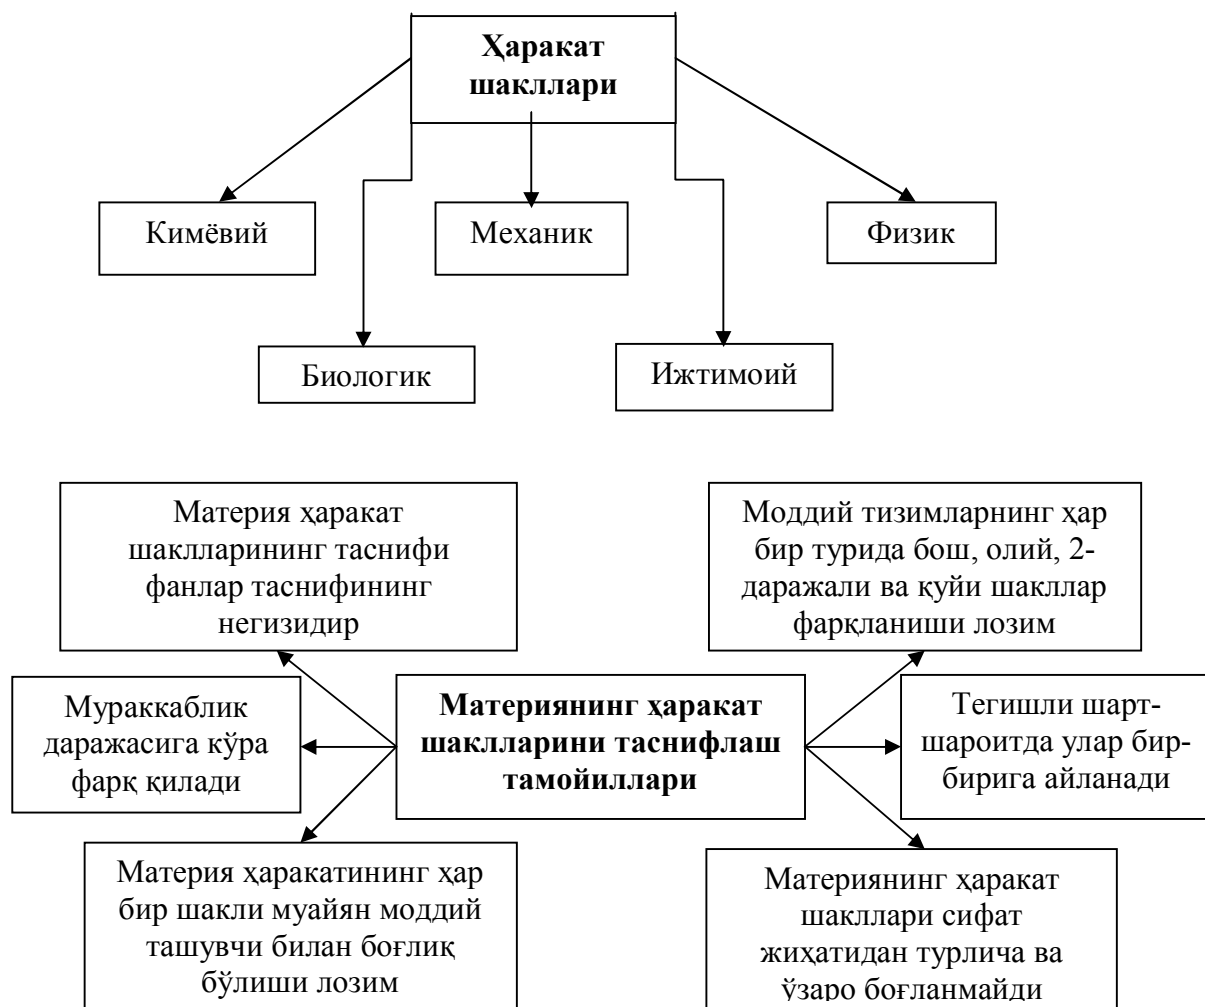 Ҳаракат
шакллари
Кимёвий
Механик
Физик
Биологик
Ижтимоий
Материя ҳаракат
шаклларининг таснифи
фанлар таснифининг
негизидир
Моддий тизимларнинг ҳар
бир турида бош, олий, 2-
даражали ва қуйи шакллар
фарқланиши лозим
Мураккаблик
даражасига кўра
фарқ қилади
Материянинг ҳаракат
шаклларини таснифлаш
тамойиллари
Тегишли шарт-
шароитда улар бир-
бирига айланади
Материя ҳаракатининг ҳар
бир шакли муайян моддий
ташувчи билан боғлиқ
бўлиши лозим
Материянинг ҳаракат
шакллари сифат
жиҳатидан турлича ва
ўзаро боғланмайди